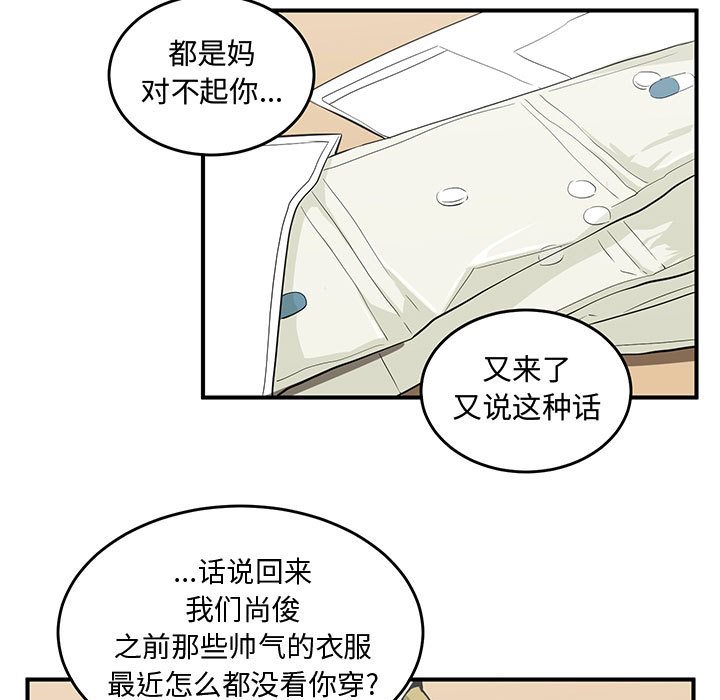 都是妈
对不起你...
又来了
又说这种话
...话说回来
我们尚俊
之前那些帅气的衣服
最近怎么都没看你穿?